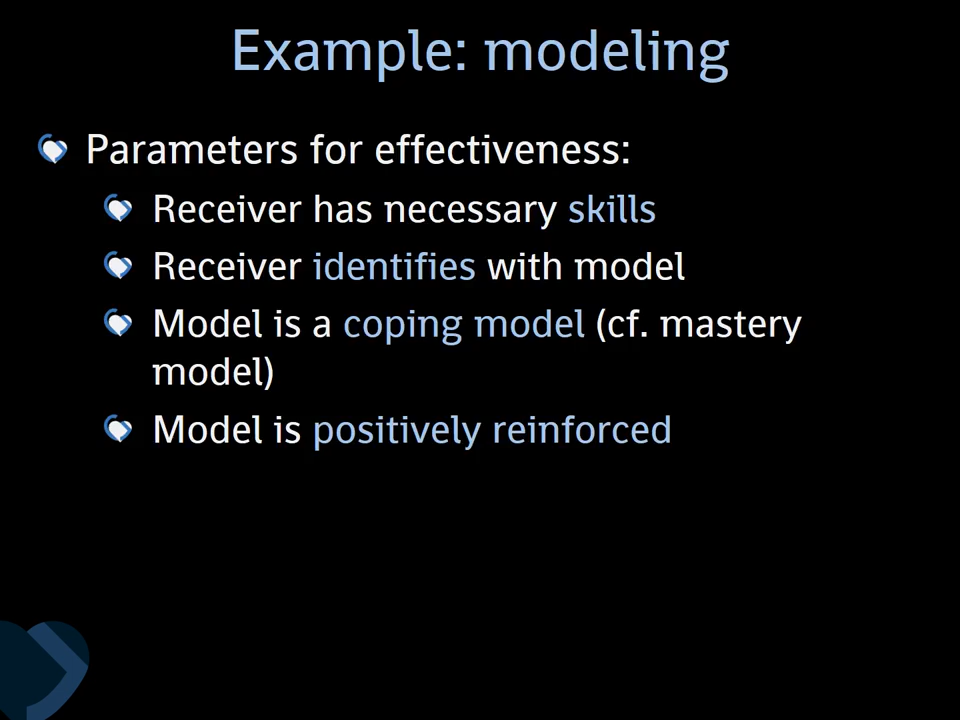 Example: modeling
Parameters for effectiveness:
Receiver has necessary skills
Receiver identifies with model
Model is a coping model (cf. mastery
model)
Model is positively reinforced